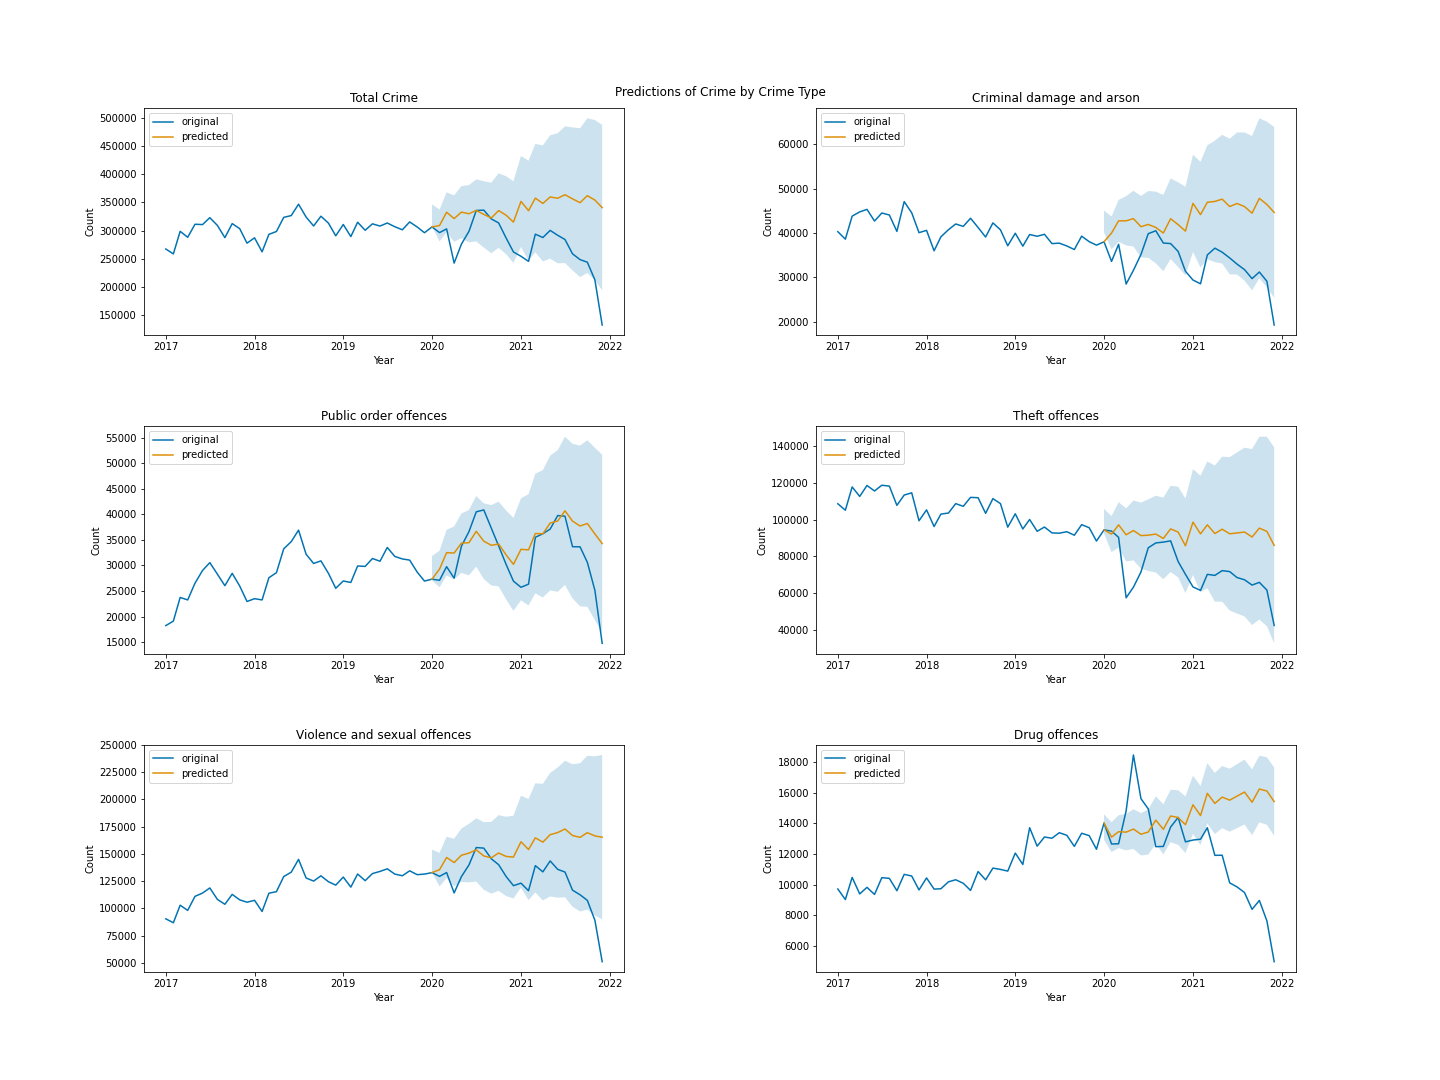 Predictions of Crime by Crime Type
Total Crime
original
predicted
500000
450000
400000
350000
300000
250000
200000
150000
Count
2017 2018 2019 2020 2021 2022
Year
Criminal damage and arson
original
predicted
60000
50000
40000
30000
20000
Count
2017 2018 2019 2020 2021 2022
Year
Public order offences
original
predicted
55000
50000
45000
40000
35000
30000
25000
20000
15000
Count
2017 2018 2019 2020 2021 2022
Year
Theft offences
original
predicted
140000
120000
100000
80000
60000
40000
Count
2017 2018 2019 2020 2021 2022
Year
Violence and sexual offences
original
predicted
250000
225000
200000
175000
150000
125000
100000
75000
50000
Count
2017 2018 2019 2020 2021 2022
Year
Drug offences
original
predicted
18000
16000
14000
12000
10000
8000
6000
Count
2017 2018 2019 2020 2021 2022
Year